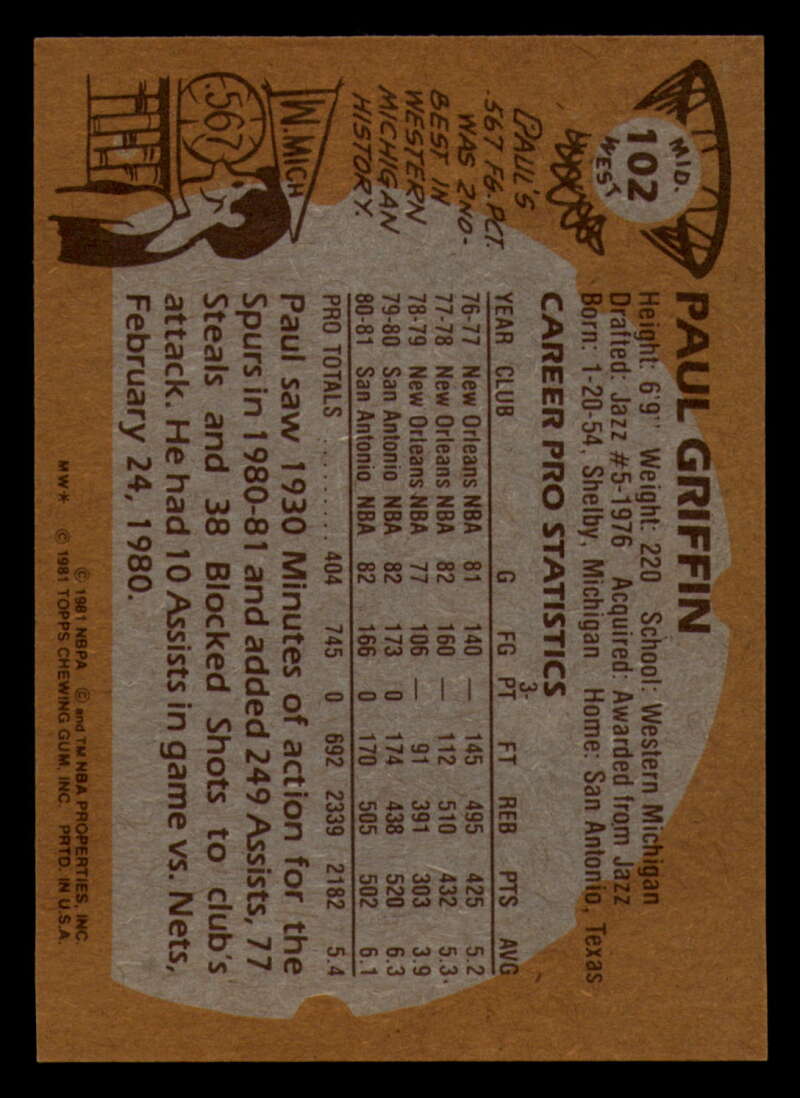 MID.
WEST
102
PAUL GRIFFIN
Height: 6'9" Weight: 220 School: Western Michigan
Drafted: Jazz #5-1976 Acquired: Awarded from Jazz
Born: 1-20-54, Shelby, Michigan Home: San Antonio, Texas
CAREER PRO STATISTICS
YEAR CLUB G FG 3-PT FT REB PTS AVG
76-77 New Orleans NBA 81 140 — 145 495 425 5.2
77-78 New Orleans NBA 82 160 — 112 510 432 5.3
78-79 New Orleans NBA 77 106 — 91 391 303 3.9
79-80 San Antonio NBA 82 173 0 174 438 520 6.3
80-81 San Antonio NBA 82 166 0 170 505 502 6.1
PRO TOTALS .......... 404 745 0 692 2339 2182 5.4
PAUL'S
.567 FG. PCT.
WAS 2ND-
BEST IN
WESTERN
MICHIGAN
HISTORY.
W. MICH
.567
Paul saw 1930 Minutes of action for the
Spurs in 1980-81 and added 249 Assists, 77
Steals and 38 Blocked Shots to club's
attack. He had 10 Assists in game vs. Nets,
February 24, 1980.
© 1981 NBPA © and TM NBA PROPERTIES, INC.
MW* © 1981 TOPPS CHEWING GUM, INC. PRTD. IN U.S.A.